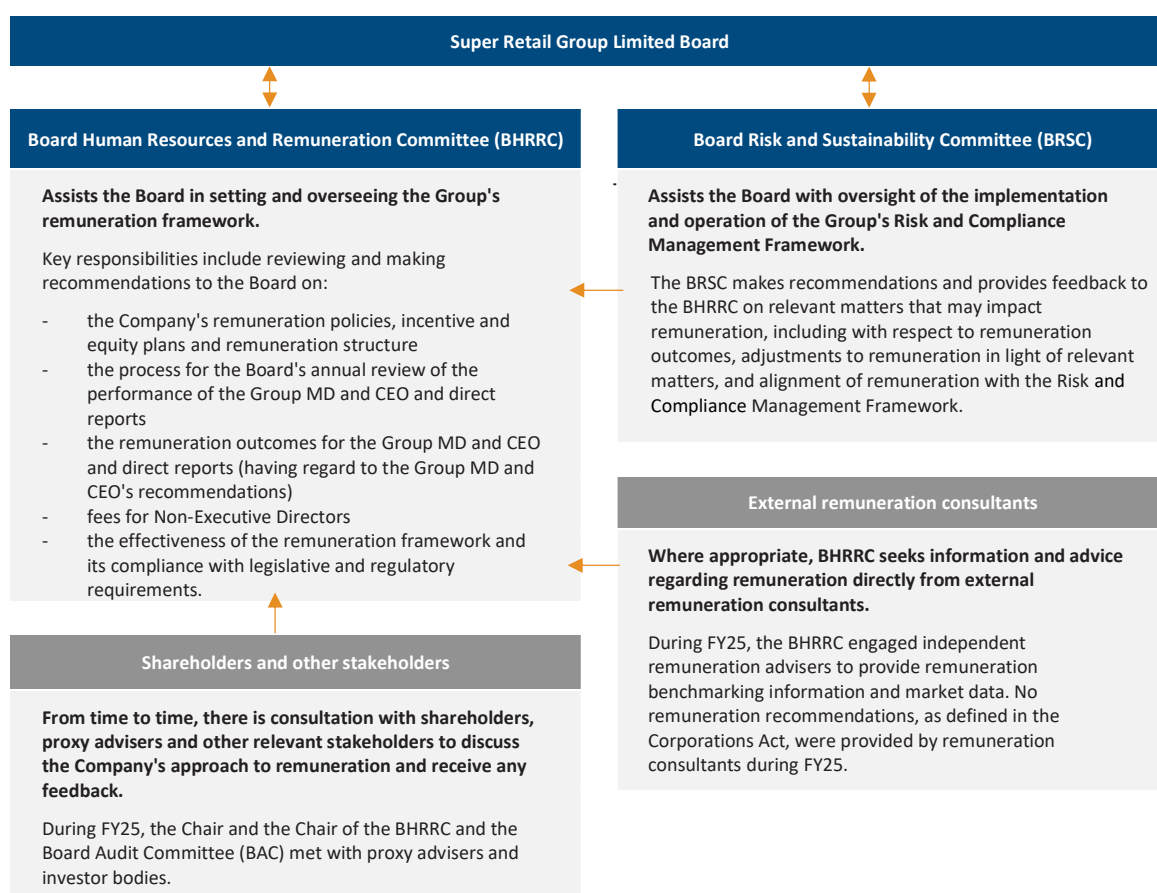 Super Retail Group Limited Board
Board Human Resources and Remuneration Committee (BHRRC)
Assists the Board in setting and overseeing the Group's
remuneration framework.
Key responsibilities include reviewing and making
recommendations to the Board on:
- the Company's remuneration policies, incentive and
equity plans and remuneration structure
- the process for the Board's annual review of the
performance of the Group MD and CEO and direct
reports
- the remuneration outcomes for the Group MD and CEO
and direct reports (having regard to the Group MD and
CEO's recommendations)
- fees for Non-Executive Directors
- the effectiveness of the remuneration framework and
its compliance with legislative and regulatory
requirements.
Board Risk and Sustainability Committee (BRSC)
Assists the Board with oversight of the implementation
and operation of the Group's Risk and Compliance
Management Framework.
The BRSC makes recommendations and provides feedback to
the BHRRC on relevant matters that may impact
remuneration, including with respect to remuneration
outcomes, adjustments to remuneration in light of relevant
matters, and alignment of remuneration with the Risk and
Compliance Management Framework.
External remuneration consultants
Where appropriate, BHRRC seeks information and advice
regarding remuneration directly from external
remuneration consultants.
During FY25, the BHRRC engaged independent
remuneration advisers to provide remuneration
benchmarking information and market data. No
remuneration recommendations, as defined in the
Corporations Act, were provided by remuneration
consultants during FY25.
Shareholders and other stakeholders
From time to time, there is consultation with shareholders,
proxy advisers and other relevant stakeholders to discuss
the Company's approach to remuneration and receive any
feedback.
During FY25, the Chair and the Chair of the BHRRC and the
Board Audit Committee (BAC) met with proxy advisers and
investor bodies.